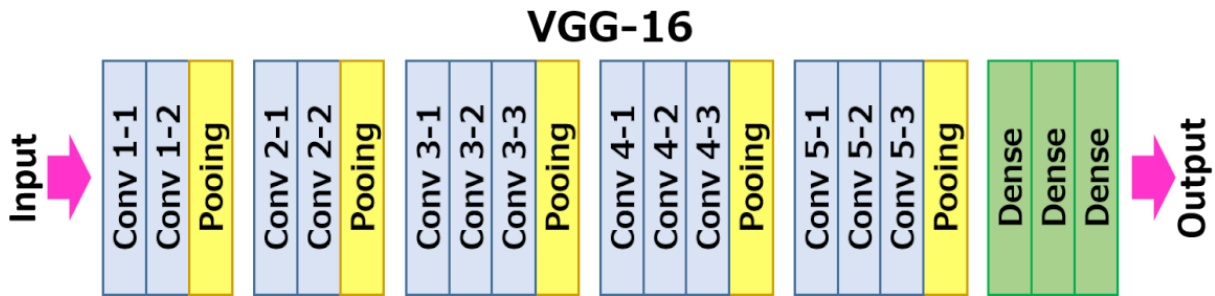 VGG-16
Input
Conv 1-1
Conv 1-2
Pooing
Conv 2-1
Conv 2-2
Pooing
Conv 3-1
Conv 3-2
Conv 3-3
Pooing
Conv 4-1
Conv 4-2
Conv 4-3
Pooing
Conv 5-1
Conv 5-2
Conv 5-3
Pooing
Dense
Dense
Dense
Output